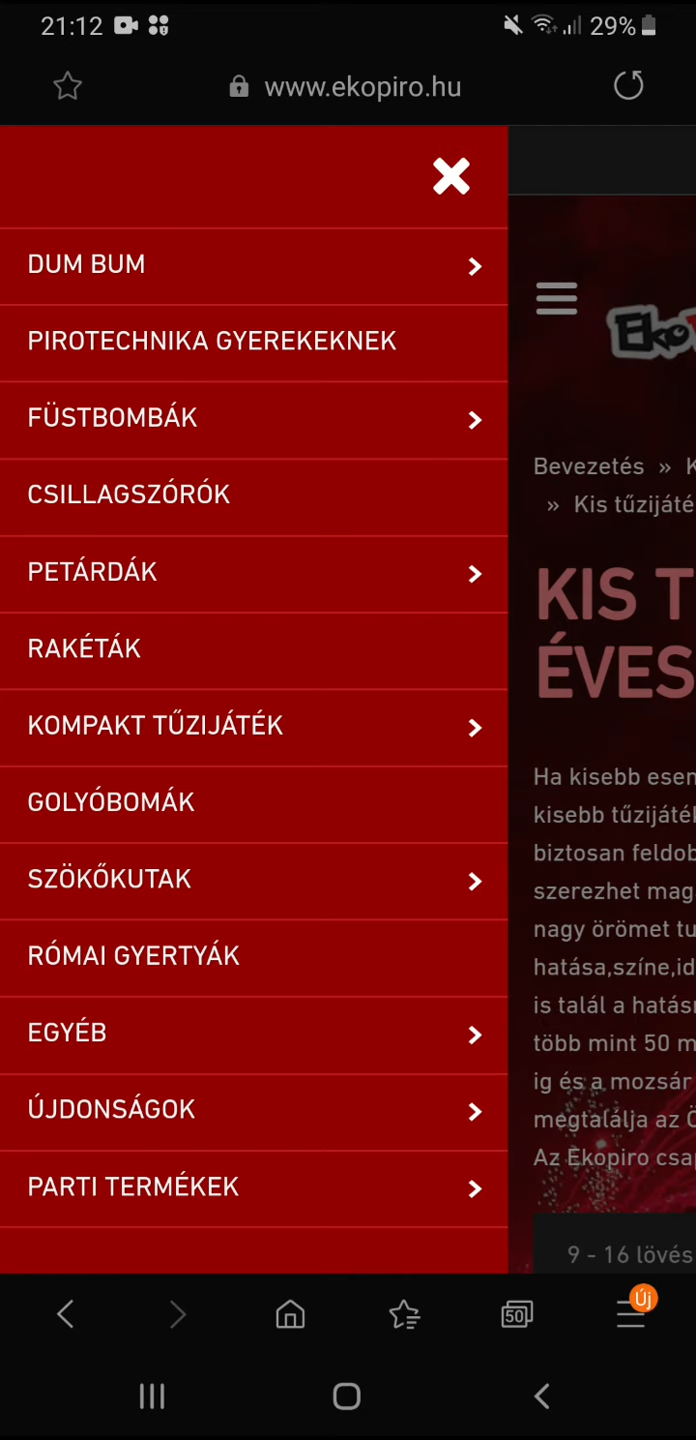 21:12
29%
www.ekopiro.hu
DUM BUM
PIROTECHNIKA GYEREKEKNEK
FÜSTBOMBÁK
CSILLAGSZÓRÓK
PETÁRDÁK
RAKÉTÁK
KOMPAKT TŰZIJÁTÉK
GOLYÓBOMÁK
SZÖKŐKUTAK
RÓMAI GYERTYÁK
EGYÉB
ÚJDONSÁGOK
PARTI TERMÉKEK
Eko
Bevezetés » K
» Kis tűzijáté
KIS T
ÉVES
Ha kisebb esen
kisebb tűzijáték
biztosan feldob
szerezhet mag
nagy örömet tu
hatása,színe,id
is talál a hatás
több mint 50 m
ig és a mozsár
megtalálja az Ö
Az Ekopiro csa
9 - 16 lövés
50
Új